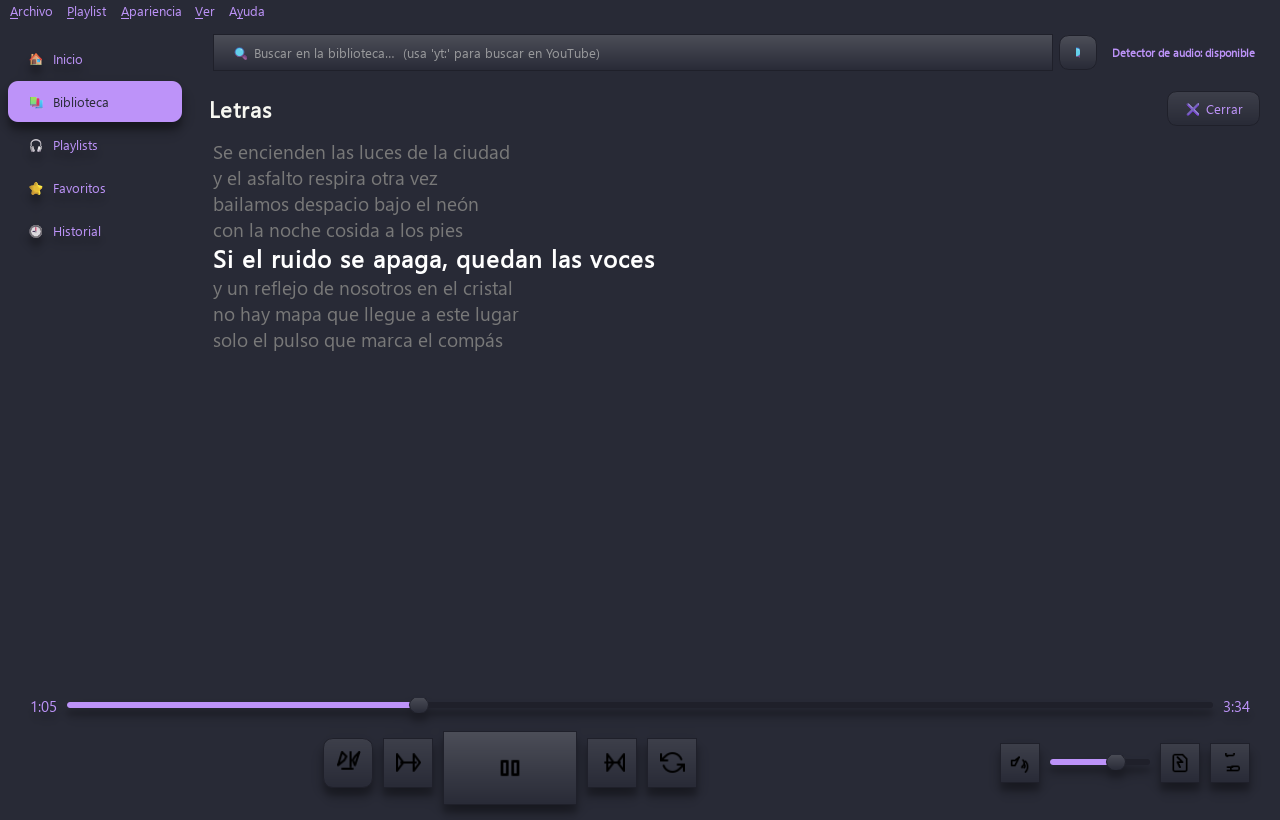 Archivo Playlist Apariencia Ver Ayuda
Buscar en la biblioteca... (usa 'yt:' para buscar en YouTube)
Detector de audio: disponible
Inicio
Biblioteca
Playlists
Favoritos
Historial
Letras
Cerrar
Se encienden las luces de la ciudad
y el asfalto respira otra vez
bailamos despacio bajo el neón
con la noche cosida a los pies
Si el ruido se apaga, quedan las voces
y un reflejo de nosotros en el cristal
no hay mapa que llegue a este lugar
solo el pulso que marca el compás
1:05
3:34